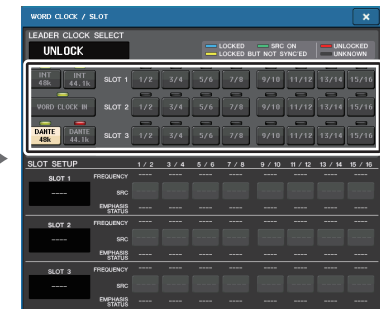 WORD CLOCK / SLOT
LEADER CLOCK SELECT
UNLOCK
LOCKED SRC ON UNLOCKED
LOCKED BUT NOT SYNC'ED UNKNOWN
INT 48k INT 44.1k SLOT 1 1/2 3/4 5/6 7/8 9/10 11/12 13/14 15/16
WORD CLOCK IN SLOT 2 1/2 3/4 5/6 7/8 9/10 11/12 13/14 15/16
DANTE 48k DANTE 44.1k SLOT 3 1/2 3/4 5/6 7/8 9/10 11/12 13/14 15/16
SLOT SETUP 1 / 2 3 / 4 5 / 6 7 / 8 9 / 10 11 / 12 13 / 14 15 / 16
SLOT 1 FREQUENCY ---- ---- ---- ---- ---- ---- ---- ----
---- SRC ---- ---- ---- ---- ---- ---- ---- ----
EMPHASIS STATUS ---- ---- ---- ---- ---- ---- ---- ----
SLOT 2 FREQUENCY ---- ---- ---- ---- ---- ---- ---- ----
---- SRC ---- ---- ---- ---- ---- ---- ---- ----
EMPHASIS STATUS ---- ---- ---- ---- ---- ---- ---- ----
SLOT 3 FREQUENCY ---- ---- ---- ---- ---- ---- ---- ----
---- SRC ---- ---- ---- ---- ---- ---- ---- ----
EMPHASIS STATUS ---- ---- ---- ---- ---- ---- ---- ----